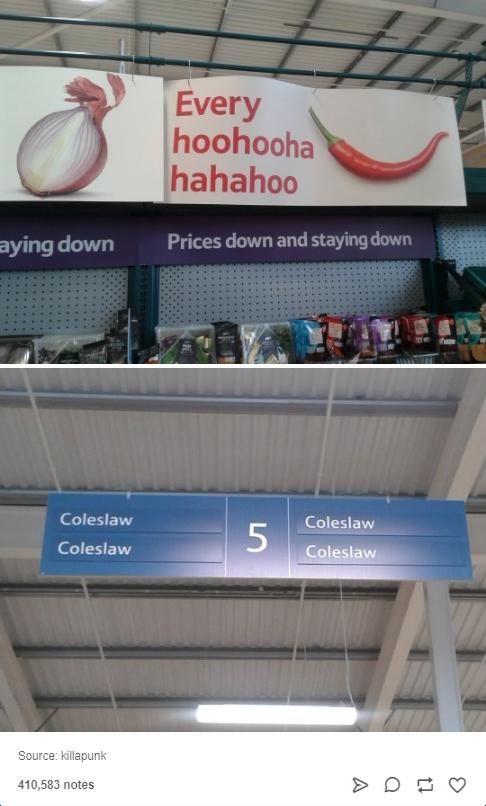 Every
hoohooha
hahahoo
aying down
Prices down and staying down
Coleslaw
Coleslaw
5
Coleslaw
Coleslaw
Source: killapunk
410,583 notes